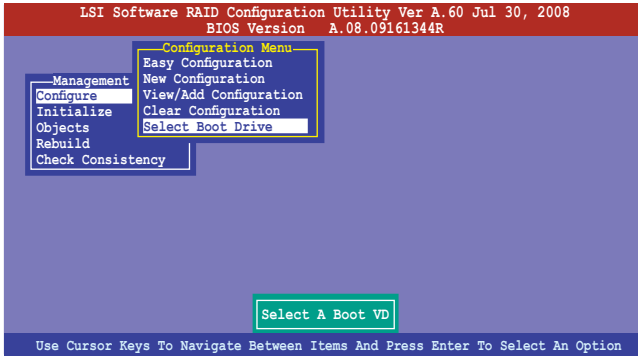 LSI Software RAID Configuration Utility Ver A.60 Jul 30, 2008
BIOS Version A.08.09161344R
Configuration Menu
Easy Configuration
New Configuration
View/Add Configuration
Clear Configuration
Select Boot Drive
Management
Configure
Initialize
Objects
Rebuild
Check Consistency
Select A Boot VD
Use Cursor Keys To Navigate Between Items And Press Enter To Select An Option